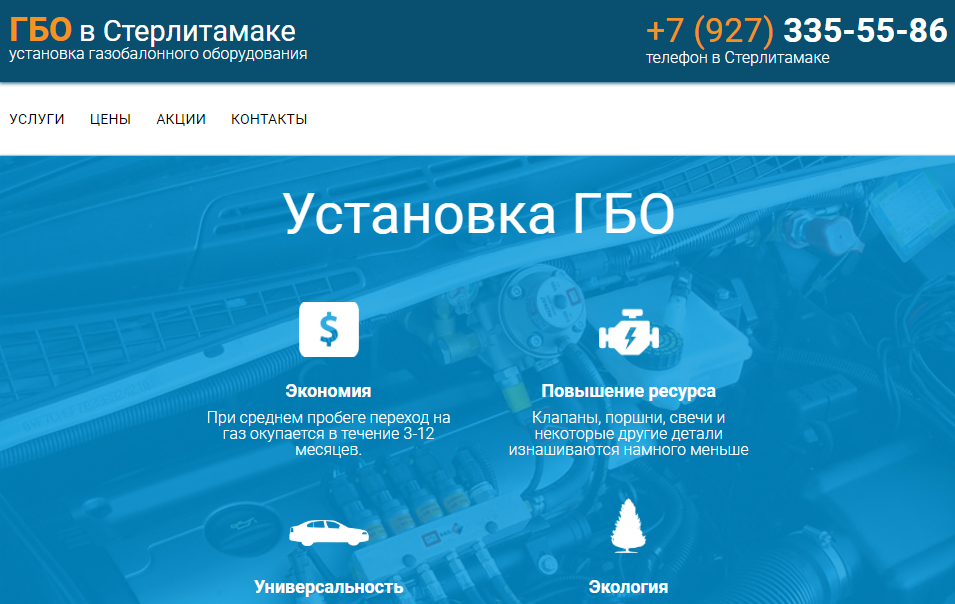 ГБО в Стерлитамаке
установка газобалонного оборудования
+7 (927) 335-55-86
телефон в Стерлитамаке
УСЛУГИ ЦЕНЫ АКЦИИ КОНТАКТЫ
Установка ГБО
$
Экономия
При среднем пробеге переход на
газ окупается в течение 3-12
месяцев.
Повышение ресурса
Клапаны, поршни, свечи и
некоторые другие детали
изнашиваются намного меньше
Универсальность
Экология